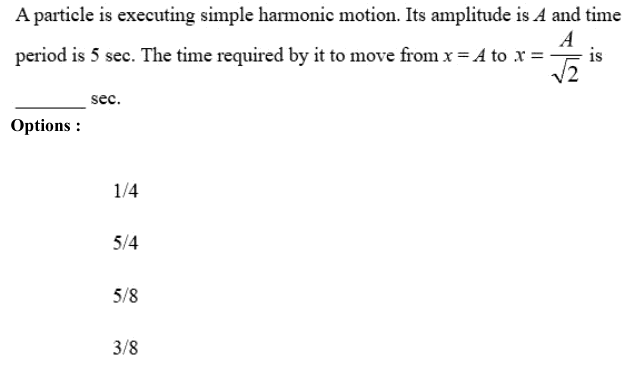 A particle is executing simple harmonic motion. Its amplitude is A and time
period is 5 sec. The time required by it to move from x = A to x = A/√2 is
________ sec.
Options :
1/4
5/4
5/8
3/8